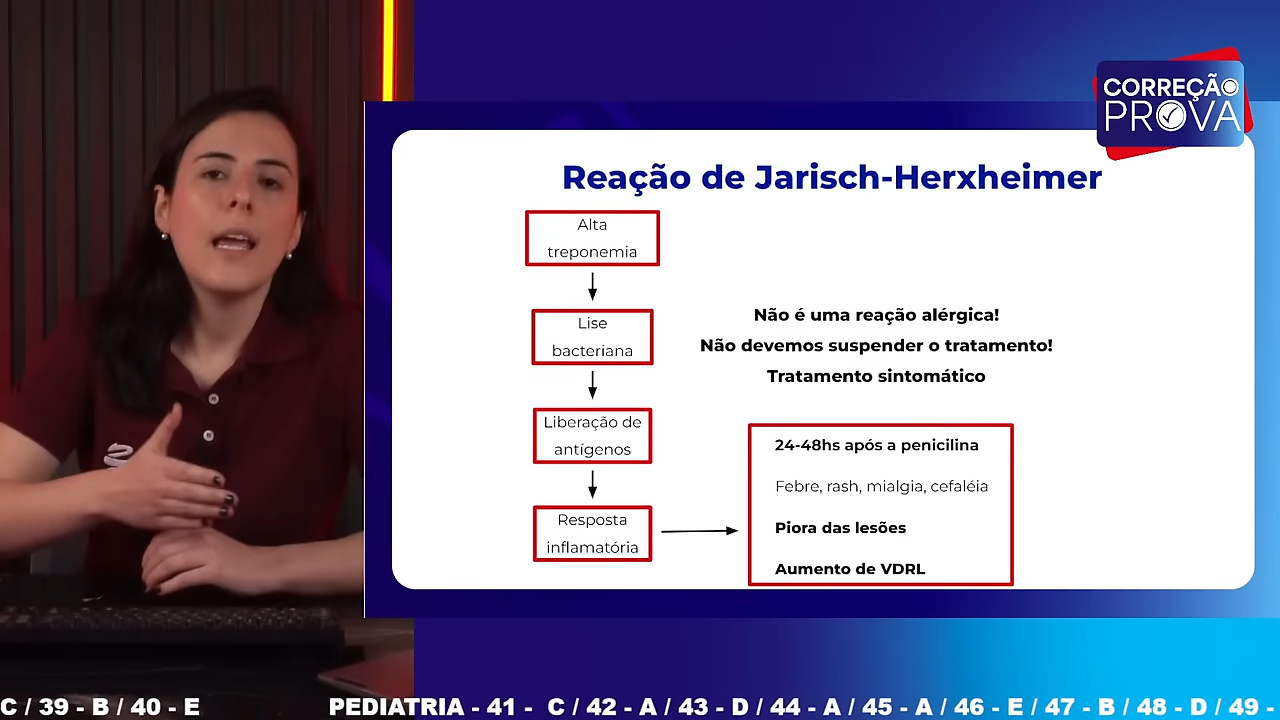 CORREÇÃO
PROVA
Reação de Jarisch-Herxheimer
Alta
treponemia
Lise
bacteriana
Liberação de
antígenos
Resposta
inflamatória
Não é uma reação alérgica!
Não devemos suspender o tratamento!
Tratamento sintomático
24-48hs após a penicilina
Febre, rash, mialgia, cefaléia
Piora das lesões
Aumento de VDRL
C / 39 - B / 40 - E PEDIATRIA - 41 - C / 42 - A / 43 - D / 44 - A / 45 - A / 46 - E / 47 - B / 48 - D / 49 -